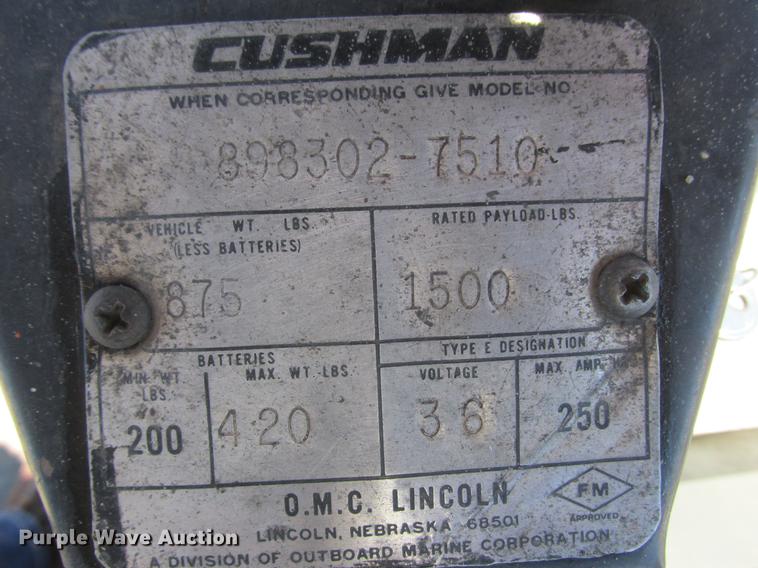 CUSHMAN
WHEN CORRESPONDING GIVE MODEL NO.
898302-7510
VEHICLE WT. LBS.
(LESS BATTERIES)
875
RATED PAYLOAD-LBS.
1500
BATTERIES
MIN. WT. LBS.
200
MAX. WT.-LBS.
420
TYPE E DESIGNATION
VOLTAGE
36
MAX. AMP.
250
O.M.C. LINCOLN
LINCOLN, NEBRASKA 68501
A DIVISION OF OUTBOARD MARINE CORPORATION
FM
APPROVED
Purple Wave Auction